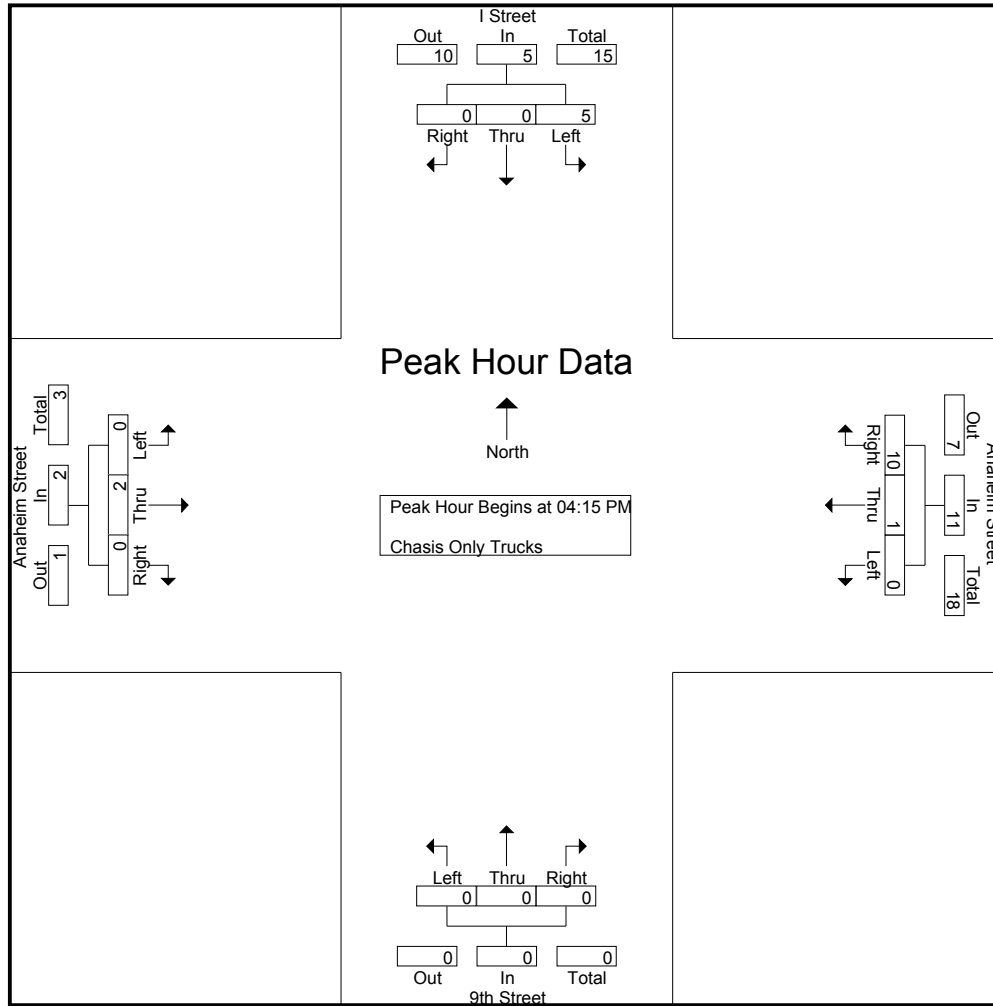 I Street
Out In Total
10 5 15
0 0 5
Right Thru Left
Peak Hour Data
North
Peak Hour Begins at 04:15 PM
Chasis Only Trucks
Anaheim Street
Total In Out
3 2 1
0 2 0
Left Thru Right
Anaheim Street
Out In Total
7 11 18
10 1 0
Right Thru Left
Left Thru Right
0 0 0
0 0 0
Out In Total
9th Street